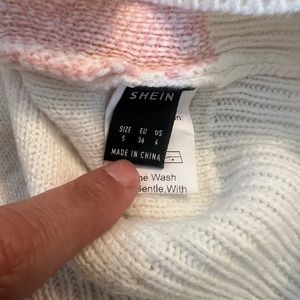 SHEIN
SIZE EU US
S 36 4
MADE IN CHINA
ne Wash
Gentle,With